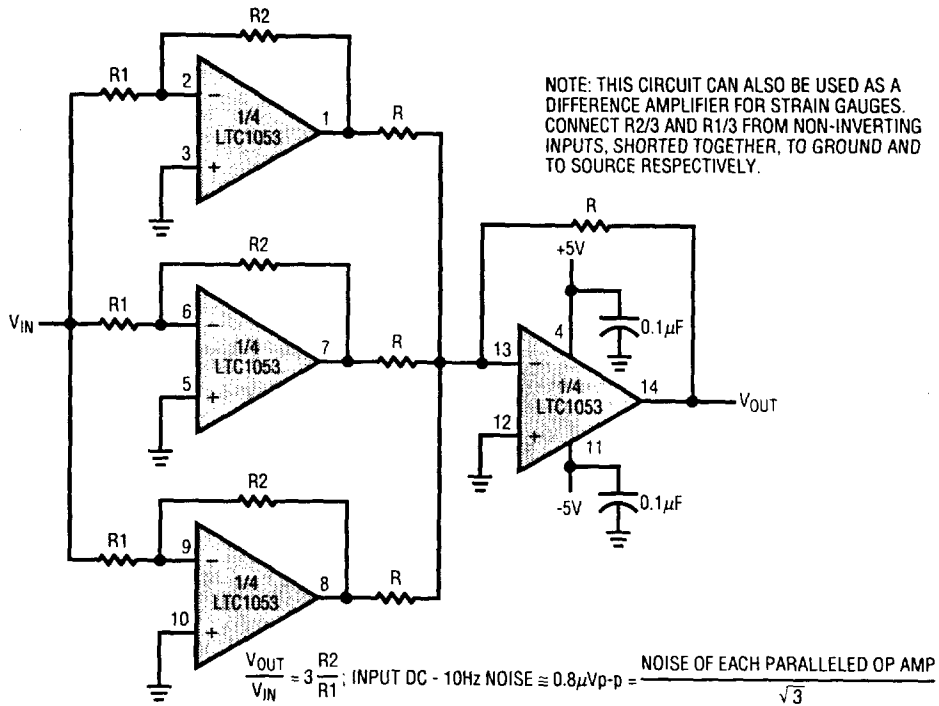 R2
R1
2
−
1/4
LTC1053
1
R
3
+
NOTE: THIS CIRCUIT CAN ALSO BE USED AS A
DIFFERENCE AMPLIFIER FOR STRAIN GAUGES.
CONNECT R2/3 AND R1/3 FROM NON-INVERTING
INPUTS, SHORTED TOGETHER, TO GROUND AND
TO SOURCE RESPECTIVELY.
R2
R1
VIN
6
−
1/4
LTC1053
7
R
5
+
R
+5V
0.1µF
4
13
−
1/4
LTC1053
14
VOUT
12
+
11
-5V
0.1µF
R2
R1
9
−
1/4
LTC1053
8
R
10
+
VOUT/VIN = 3 R2/R1; INPUT DC - 10Hz NOISE ≅ 0.8µVp-p = NOISE OF EACH PARALLELED OP AMP/√3